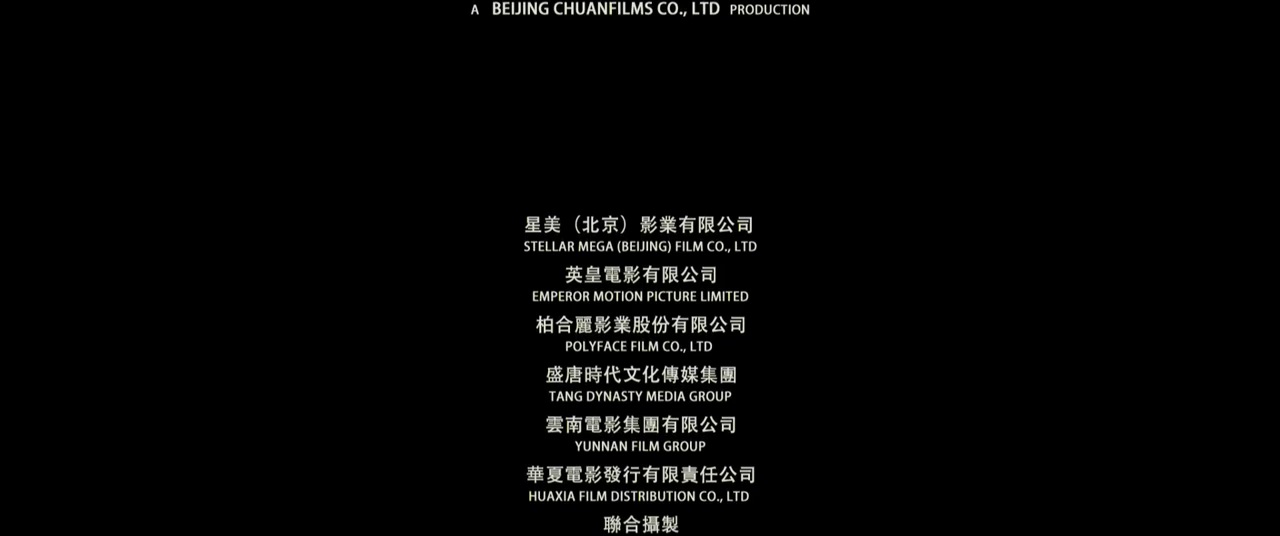 A BEIJING CHUANFILMS CO., LTD PRODUCTION
星美（北京）影業有限公司
STELLAR MEGA (BEIJING) FILM CO., LTD
英皇電影有限公司
EMPEROR MOTION PICTURE LIMITED
柏合麗影業股份有限公司
POLYFACE FILM CO., LTD
盛唐時代文化傳媒集團
TANG DYNASTY MEDIA GROUP
雲南電影集團有限公司
YUNNAN FILM GROUP
華夏電影發行有限責任公司
HUAXIA FILM DISTRIBUTION CO., LTD
聯合攝製